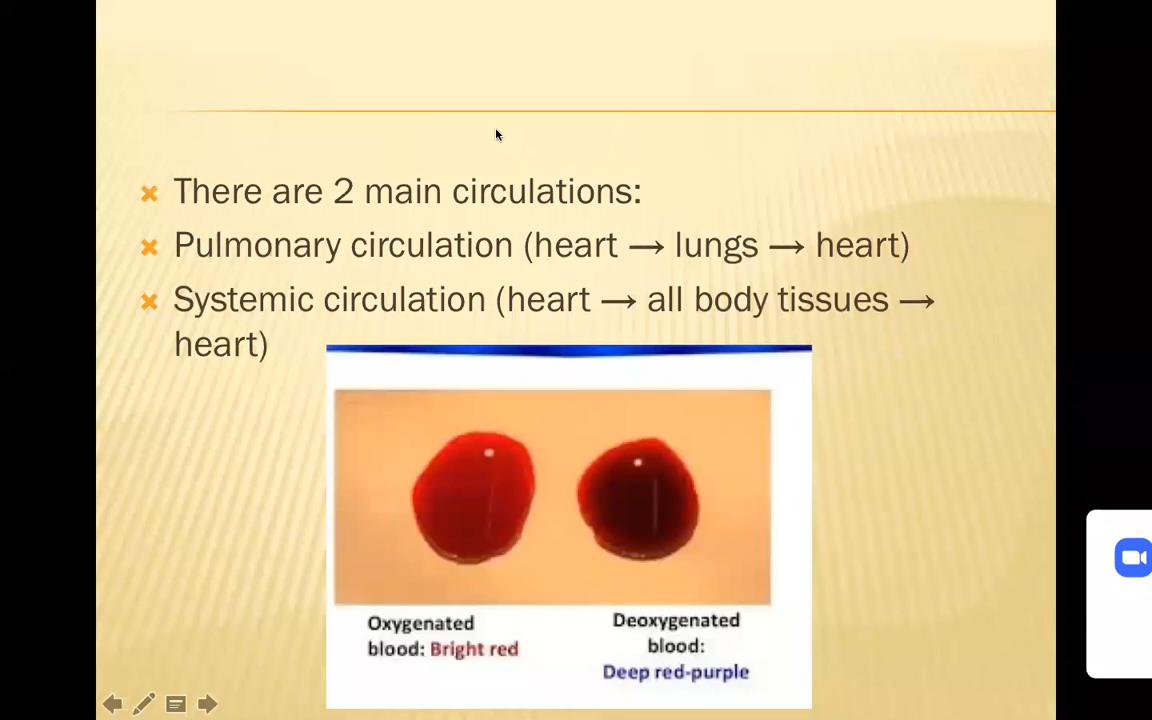 There are 2 main circulations:
Pulmonary circulation (heart → lungs → heart)
Systemic circulation (heart → all body tissues →
heart)
Oxygenated
blood: Bright red
Deoxygenated
blood:
Deep red-purple